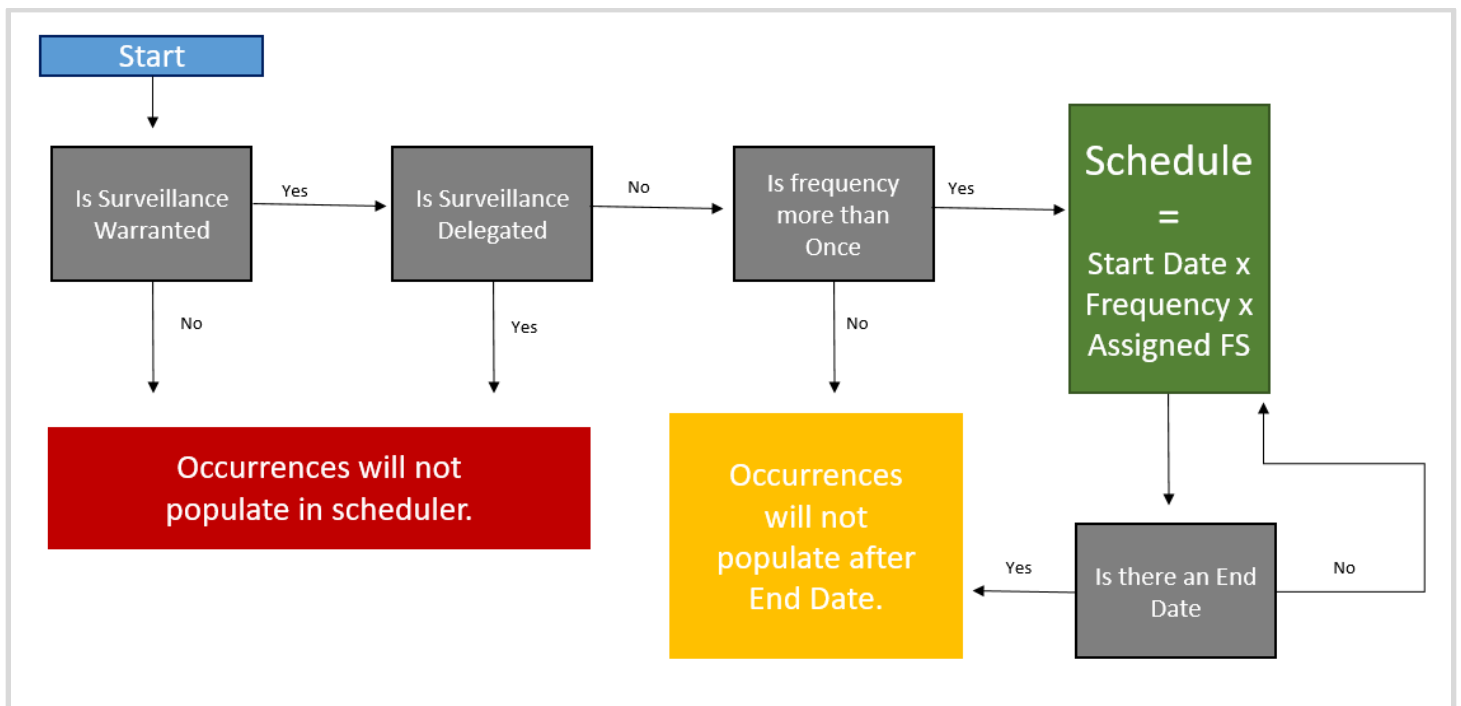 Start
Is Surveillance
Warranted
Yes
Is Surveillance
Delegated
No
Is frequency
more than
Once
Yes
Schedule
=
Start Date x
Frequency x
Assigned FS
No
Yes
No
Occurrences will not
populate in scheduler.
Occurrences
will not
populate after
End Date.
Yes
Is there an End
Date
No